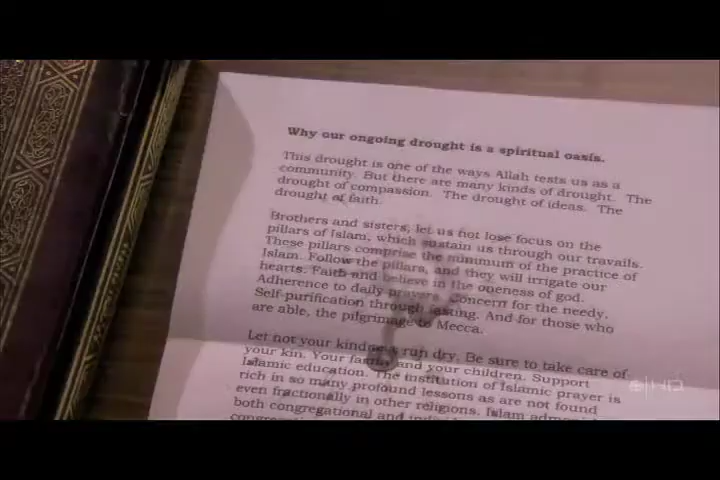 Why our ongoing drought is a spiritual oasis.
This drought is one of the ways Allah tests us as a
community. But there are many kinds of drought. The
drought of compassion. The drought of ideas. The
drought of faith.
Brothers and sisters, let us not lose focus on the
pillars of Islam, which sustain us through our travails.
These pillars comprise the minimum of the practice of
Islam. Follow the pillars, and they will irrigate our
hearts. Faith and believe in the oneness of god.
Adherence to daily prayers. Concern for the needy.
Self-purification through fasting. And for those who
are able, the pilgrimage to Mecca.
Let not your kindness run dry. Be sure to take care of
your kin. Your family and your children. Support
Islamic education. The institution of Islamic prayer is
rich in so many profound lessons as are not found
even fractionally in other religions. Islam
both congregational and
HD